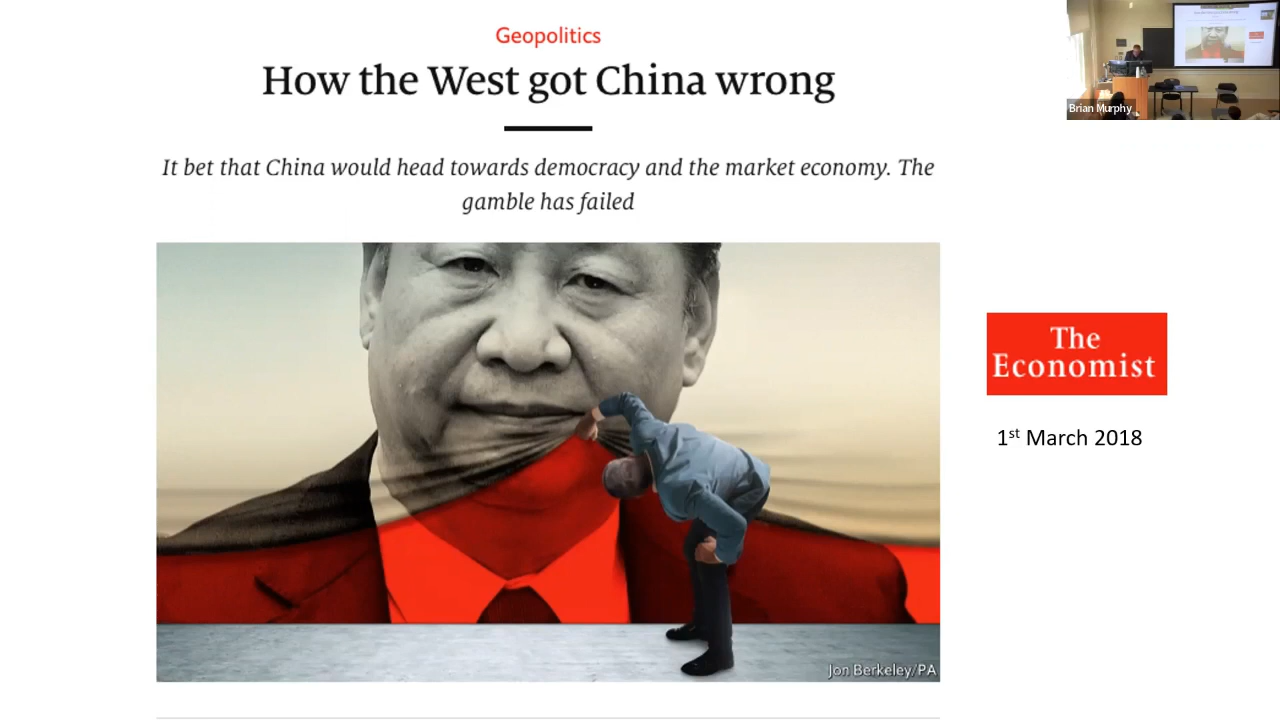 Geopolitics
How the West got China wrong
It bet that China would head towards democracy and the market economy. The
gamble has failed
The
Economist
1st March 2018
Jon Berkeley/PA
Brian Murphy